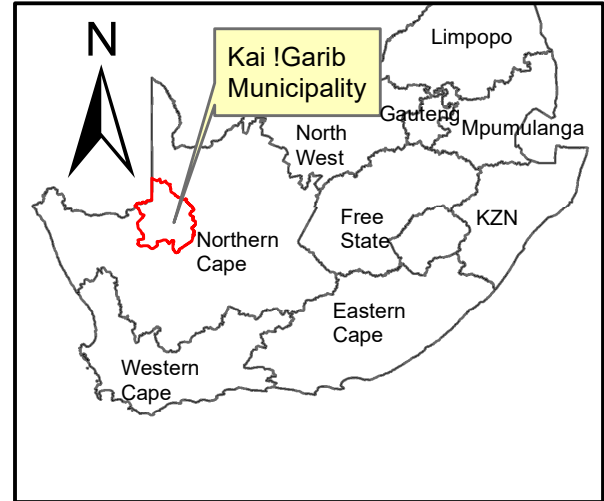 N
Kai !Garib
Municipality
Limpopo
Gauteng
Mpumulanga
North
West
Free
State
KZN
Northern
Cape
Eastern
Cape
Western
Cape